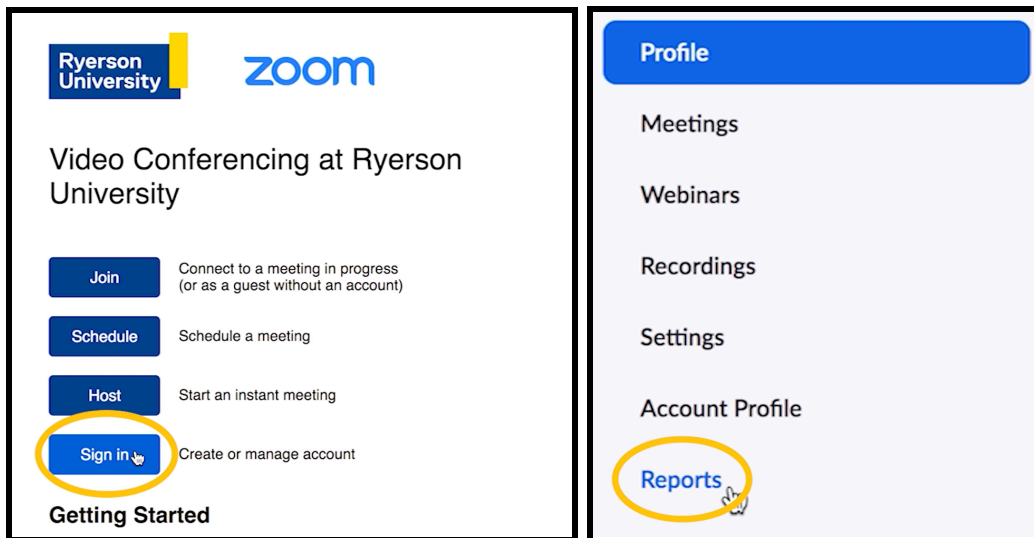 Ryerson
University
zoom
Video Conferencing at Ryerson
University
Join
Connect to a meeting in progress
(or as a guest without an account)
Schedule
Schedule a meeting
Host
Start an instant meeting
Sign in
Create or manage account
Getting Started
Profile
Meetings
Webinars
Recordings
Settings
Account Profile
Reports